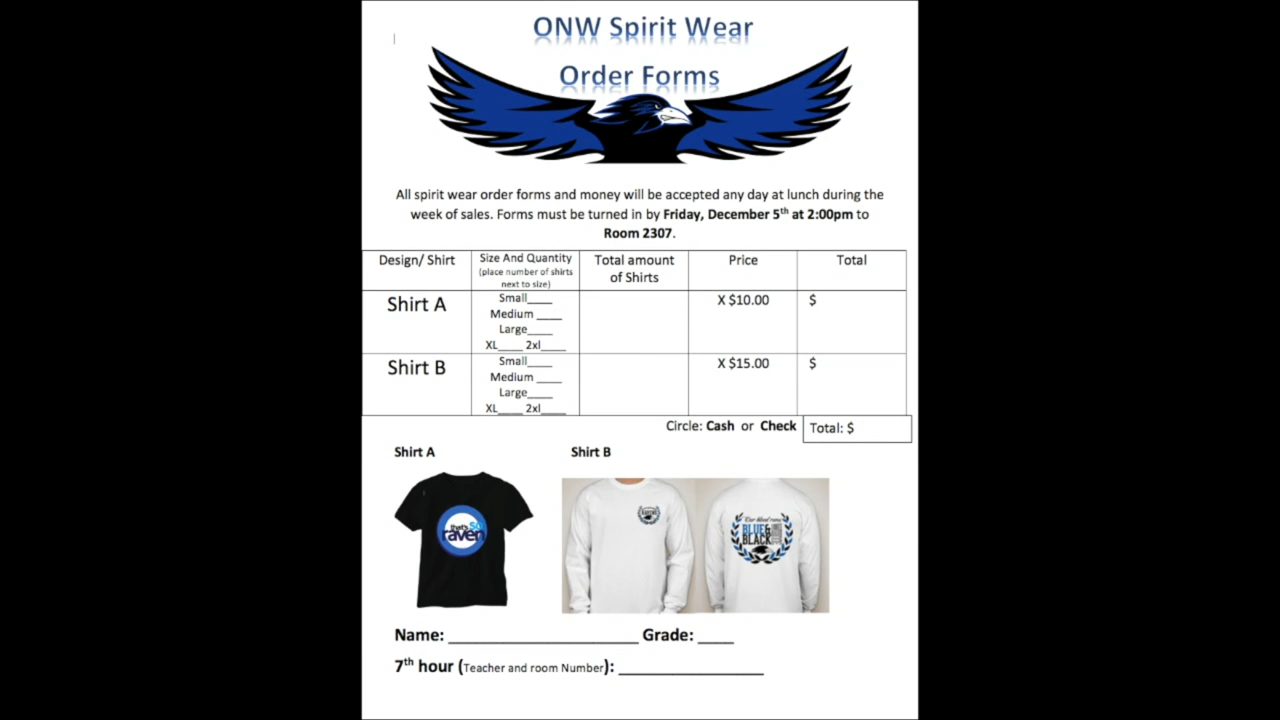 ONW Spirit Wear
Order Forms
All spirit wear order forms and money will be accepted any day at lunch during the
week of sales. Forms must be turned in by Friday, December 5th at 2:00pm to
Room 2307.
Design/ Shirt
Size And Quantity
(place number of shirts
next to size)
Total amount
of Shirts
Price
Total
Shirt A
Small____
Medium ____
Large____
XL____ 2xl____
X $10.00
$
Shirt B
Small____
Medium ____
Large____
XL____ 2xl____
X $15.00
$
Circle: Cash or Check
Total: $
Shirt A
Shirt B
that's so
raven
RAVENS
BLUE&
BLACK
Name: ______________________ Grade: ____
7th hour (Teacher and room Number): _________________